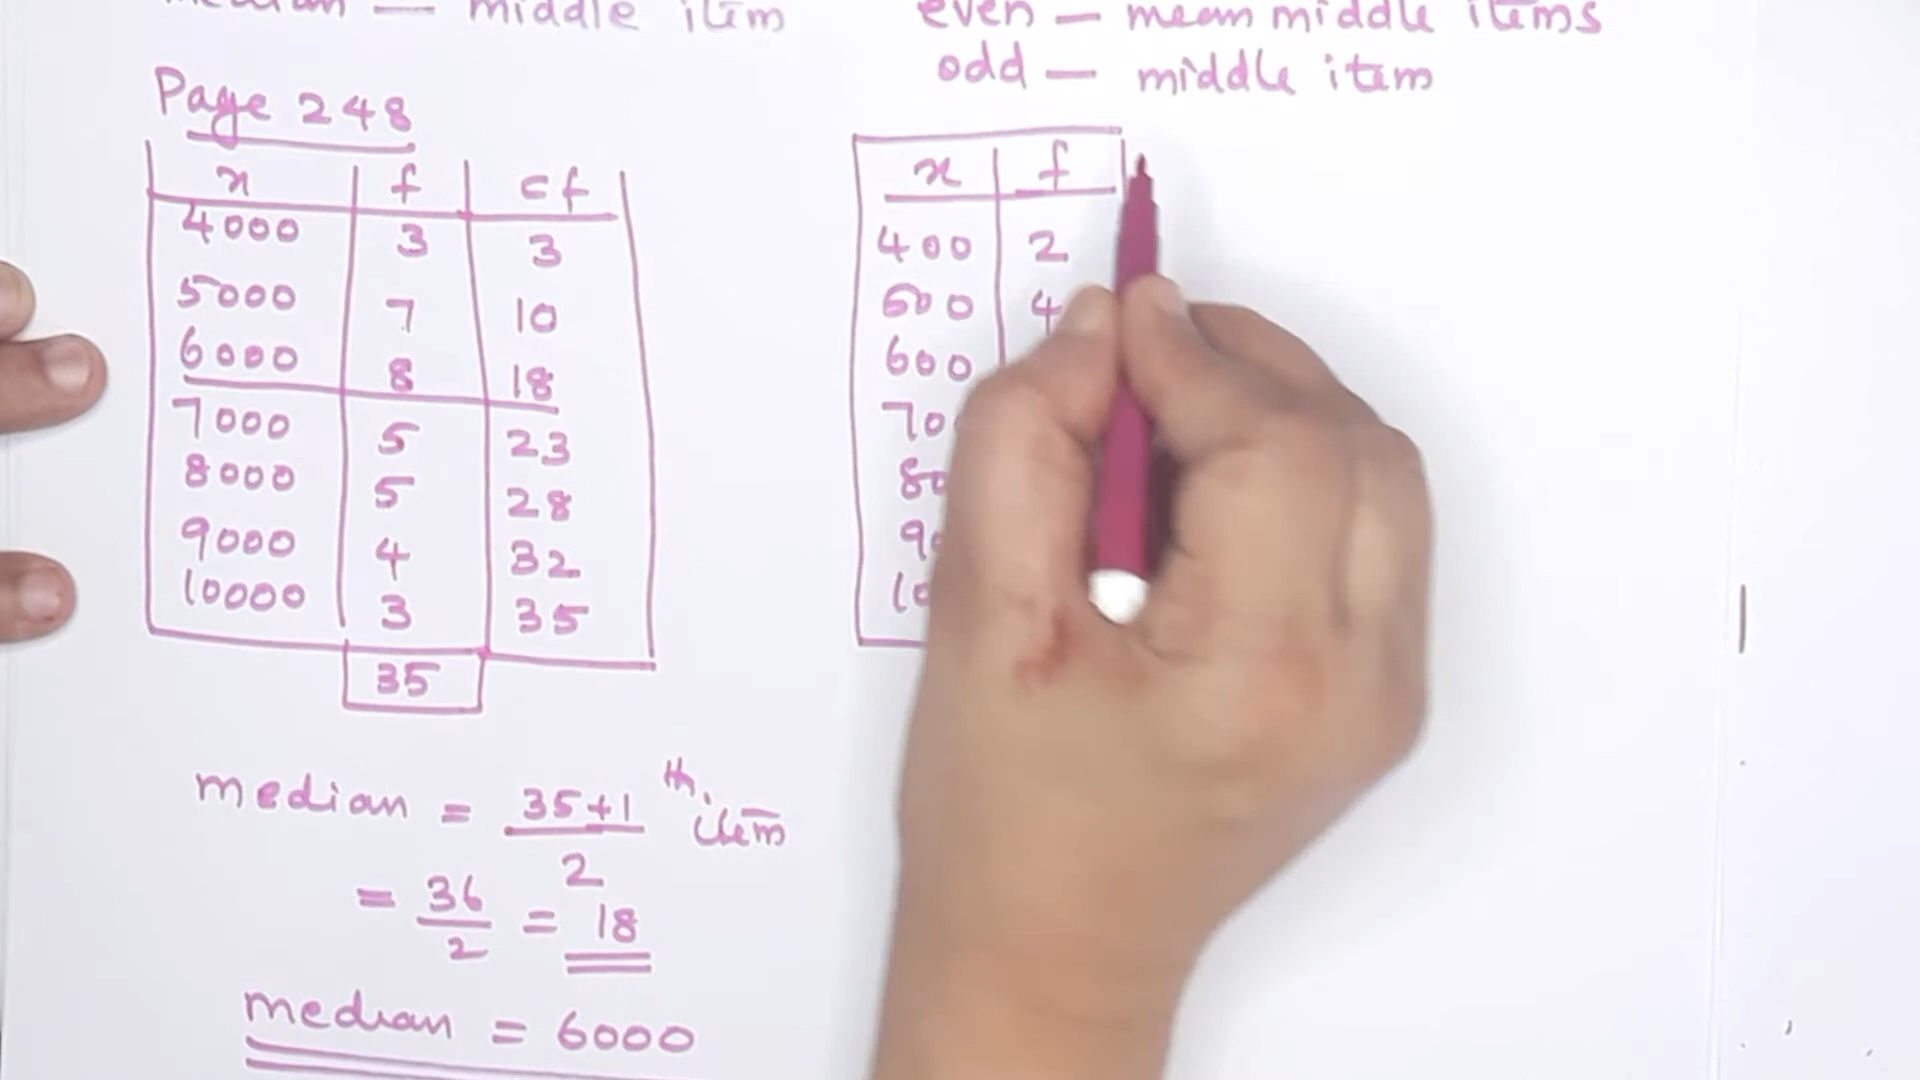 median — middle item
even — mean middle items
odd — middle item
Page 248
x f cf
4000 3 3
5000 7 10
6000 8 18
7000 5 23
8000 5 28
9000 4 32
10000 3 35
35
median = 35+1 th item
2
= 36 = 18
2
median = 6000
x f
400 2
500 4
600